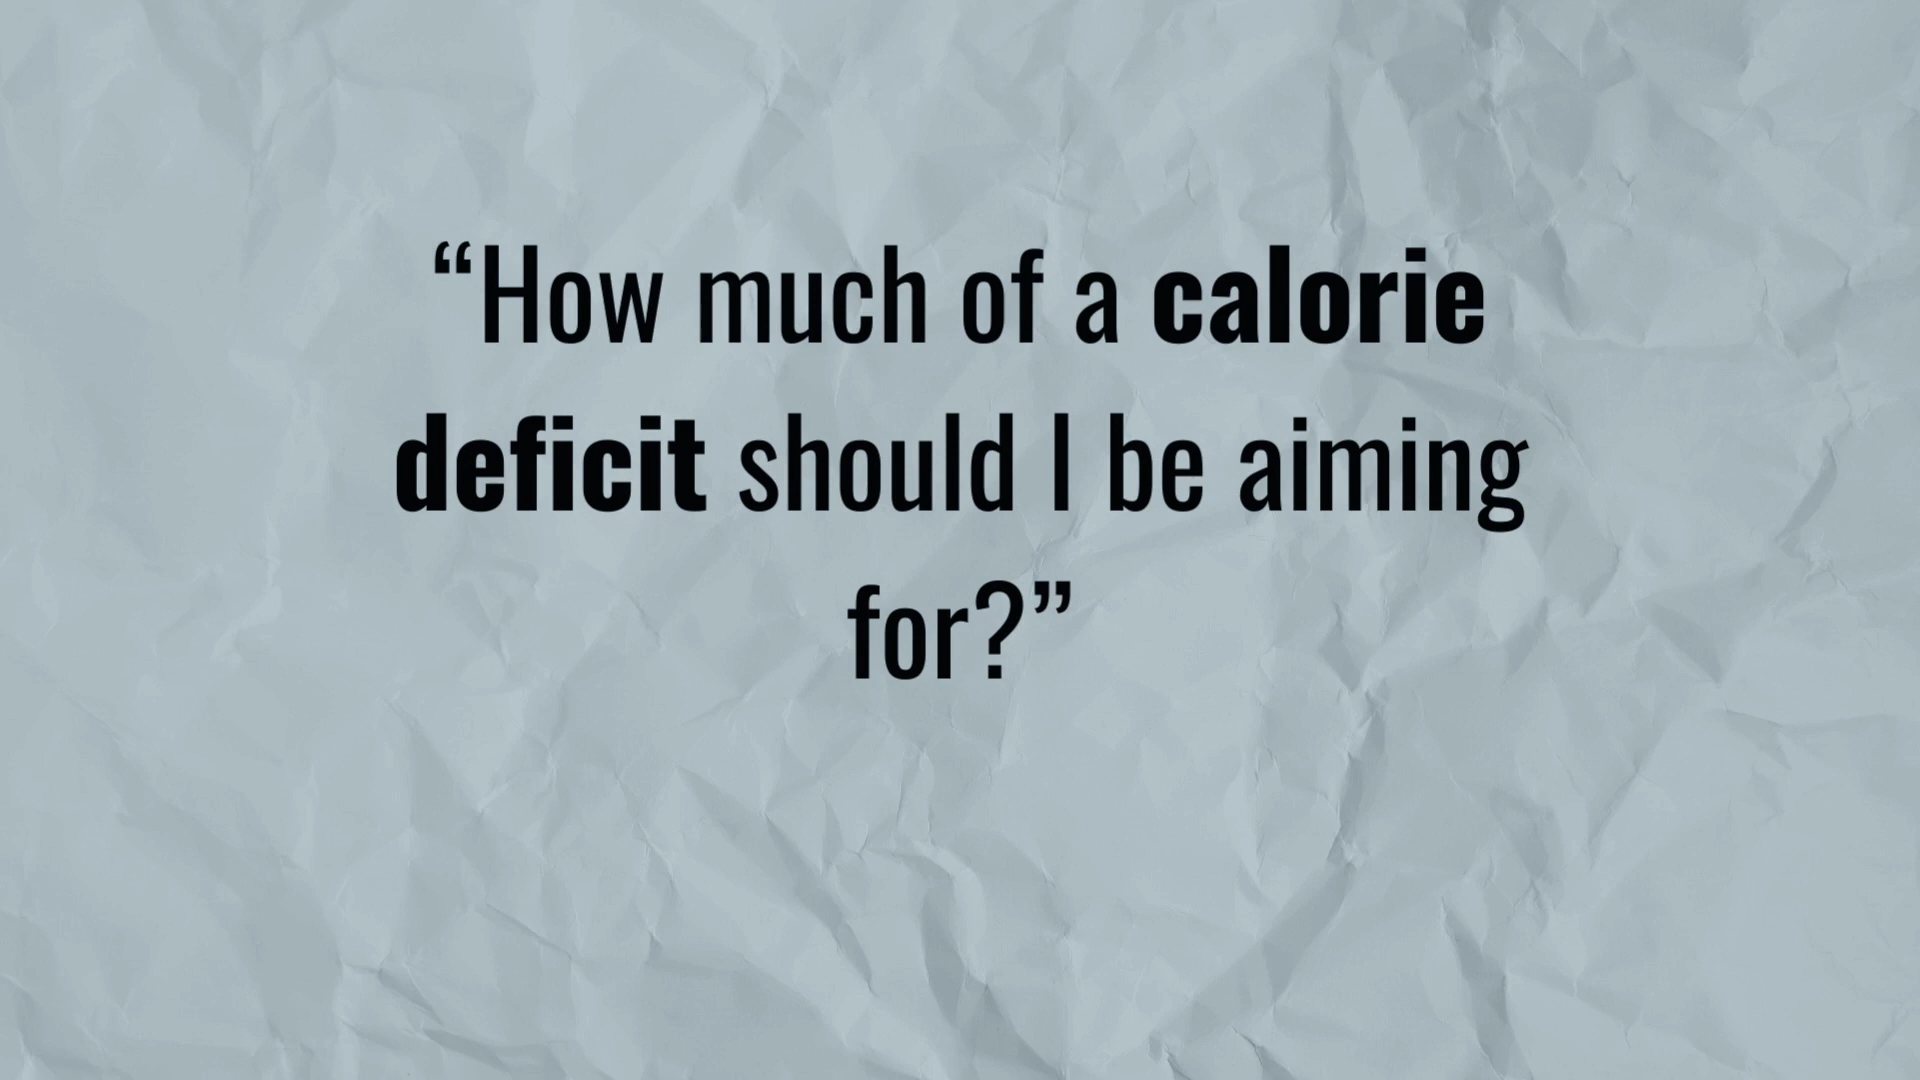 “How much of a calorie
deficit should I be aiming
for?”